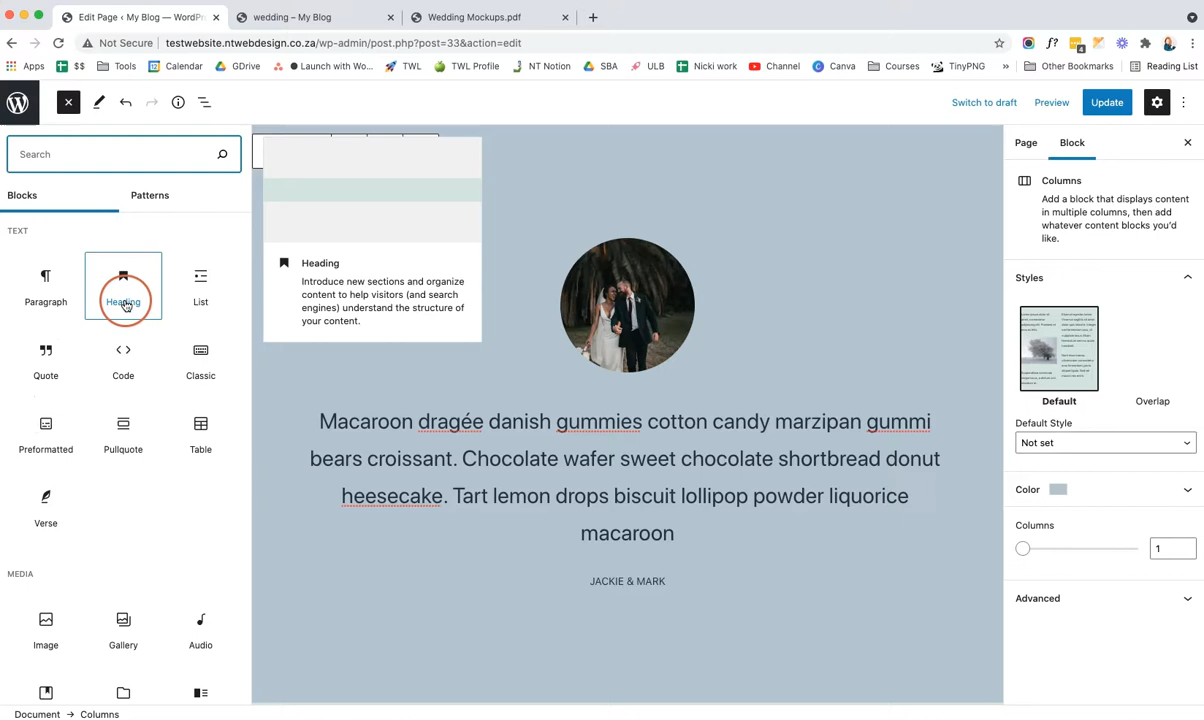 Edit Page ‹ My Blog — WordPr
wedding – My Blog
Wedding Mockups.pdf
Not Secure
testwebsite.ntwebdesign.co.za/wp-admin/post.php?post=33&action=edit
4
Apps
$$
Tools
Calendar
GDrive
Launch with Wo...
TWL
TWL Profile
NT Notion
SBA
ULB
Nicki work
Channel
Canva
Courses
TinyPNG
»
Other Bookmarks
Reading List
Switch to draft
Preview
Update
Search
Blocks
Patterns
TEXT
Paragraph
Heading
List
Quote
Code
Classic
Preformatted
Pullquote
Table
Verse
MEDIA
Image
Gallery
Audio
Heading
Introduce new sections and organize
content to help visitors (and search
engines) understand the structure of
your content.
Macaroon dragée danish gummies cotton candy marzipan gummi
bears croissant. Chocolate wafer sweet chocolate shortbread donut
heesecake. Tart lemon drops biscuit lollipop powder liquorice
macaroon
JACKIE & MARK
Page
Block
Columns
Add a block that displays content
in multiple columns, then add
whatever content blocks you'd
like.
Styles
Default
Overlap
Default Style
Not set
Color
Columns
1
Advanced
Document → Columns